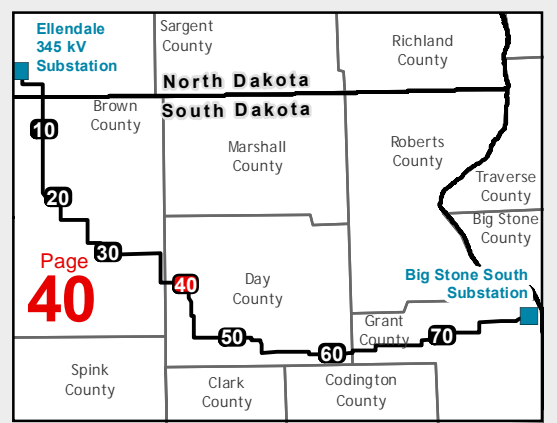 Ellendale
345 kV
Substation
Sargent
County
Richland
County
North Dakota
South Dakota
Brown
County
10
Marshall
County
Roberts
County
Traverse
County
20
Big Stone
County
30
Page
40
40
Day
County
Big Stone South
Substation
Grant
County
50
60
70
Spink
County
Clark
County
Codington
County